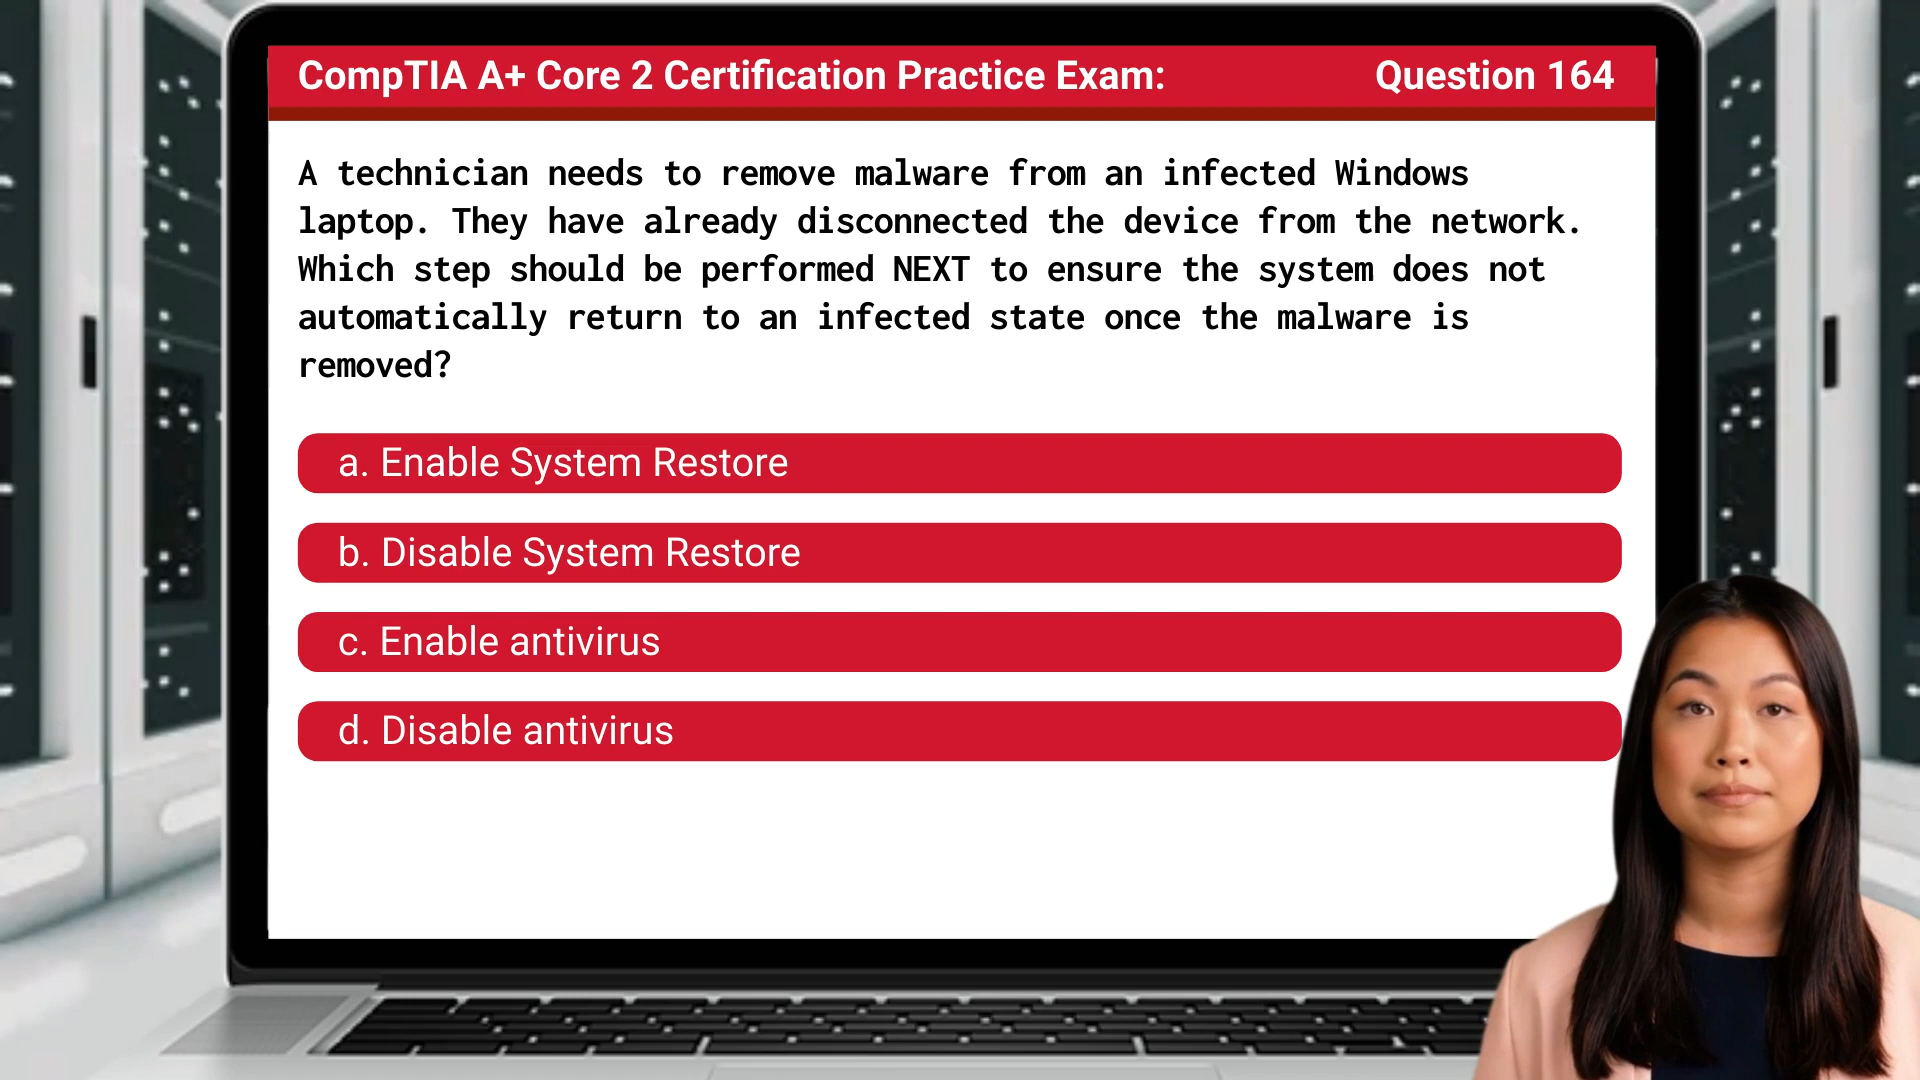 CompTIA A+ Core 2 Certification Practice Exam: Question 164
A technician needs to remove malware from an infected Windows
laptop. They have already disconnected the device from the network.
Which step should be performed NEXT to ensure the system does not
automatically return to an infected state once the malware is
removed?
a. Enable System Restore
b. Disable System Restore
c. Enable antivirus
d. Disable antivirus